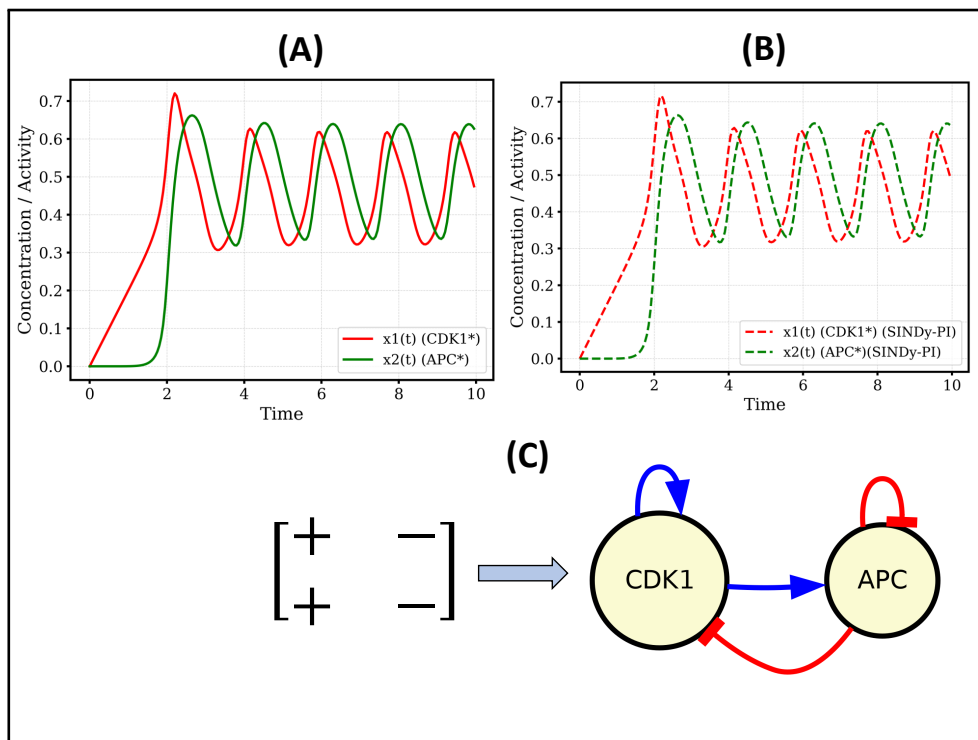 (A)
(B)
Concentration / Activity
0.7
0.6
0.5
0.4
0.3
0.2
0.1
0.0
0 2 4 6 8 10
Time
x1(t) (CDK1*)
x2(t) (APC*)
Concentration / Activity
0.7
0.6
0.5
0.4
0.3
0.2
0.1
0.0
0 2 4 6 8 10
Time
x1(t) (CDK1*) (SINDy-PI)
x2(t) (APC*)(SINDy-PI)
(C)
[+ −
+ −]
CDK1
APC